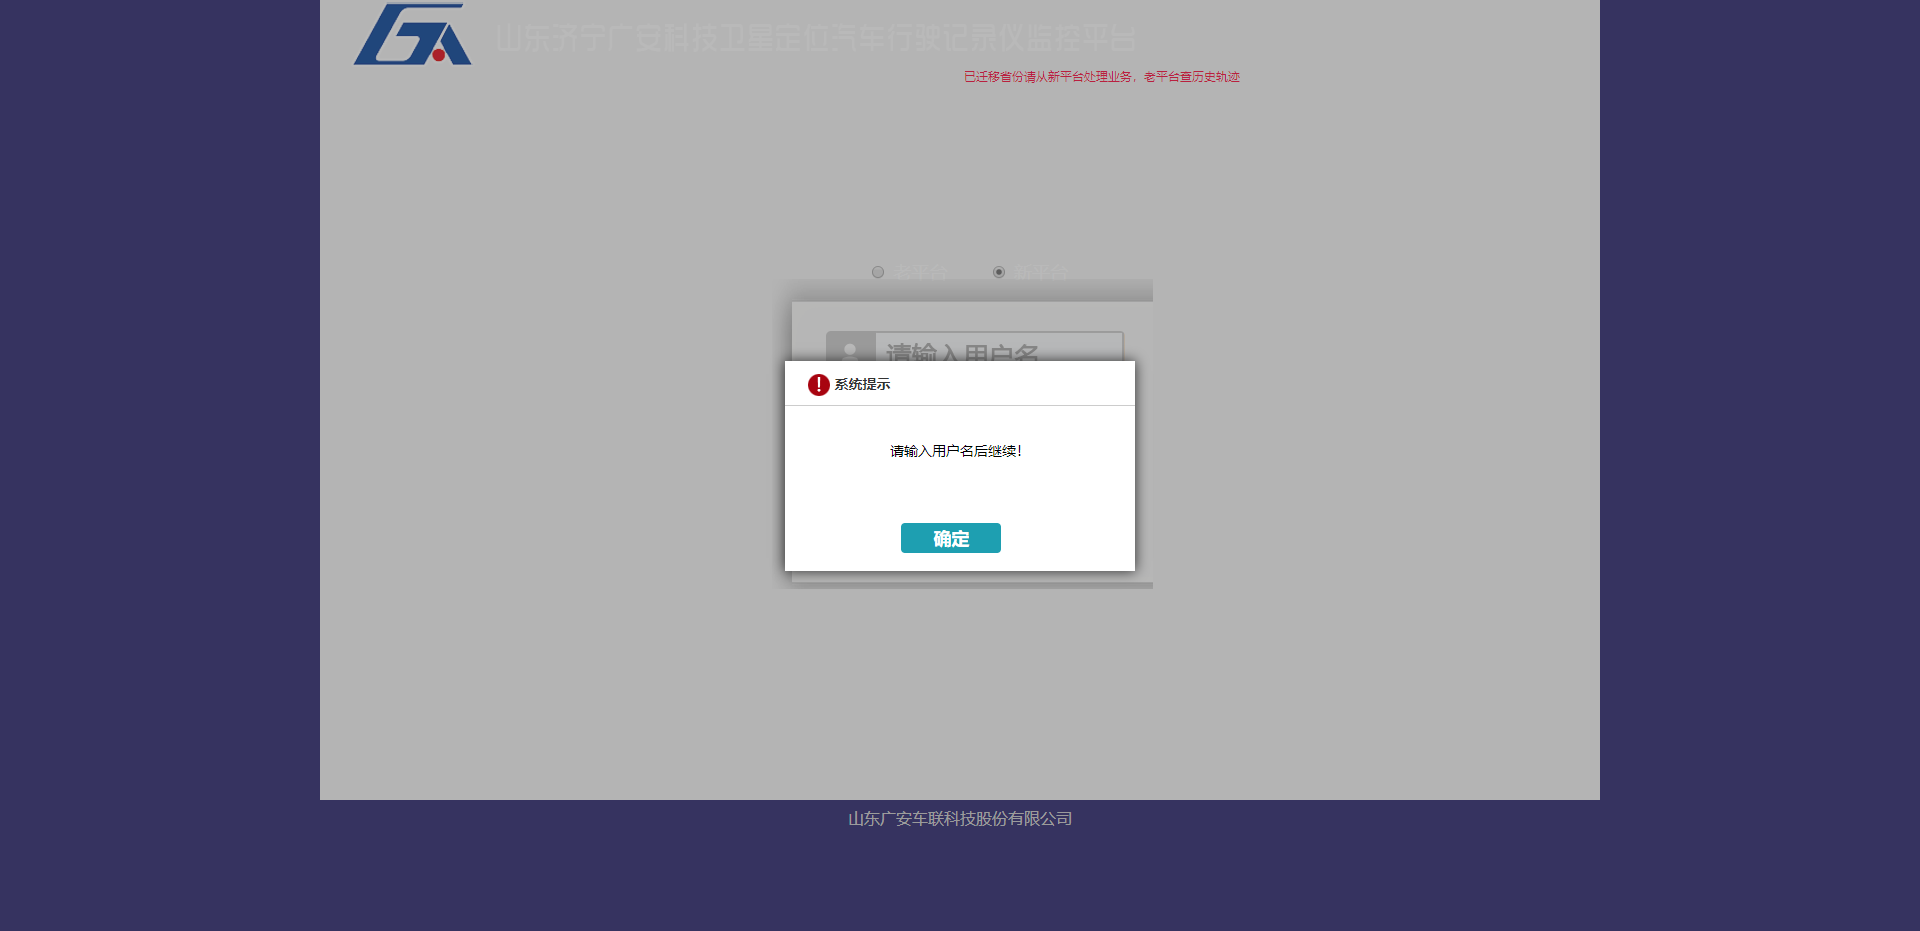 山东济宁广安科技卫星定位汽车行驶记录仪监控平台
已迁移省份请从新平台处理业务，老平台查历史轨迹
老平台 新平台
请输入用户名
系统提示
请输入用户名后继续！
确定
山东广安车联科技股份有限公司